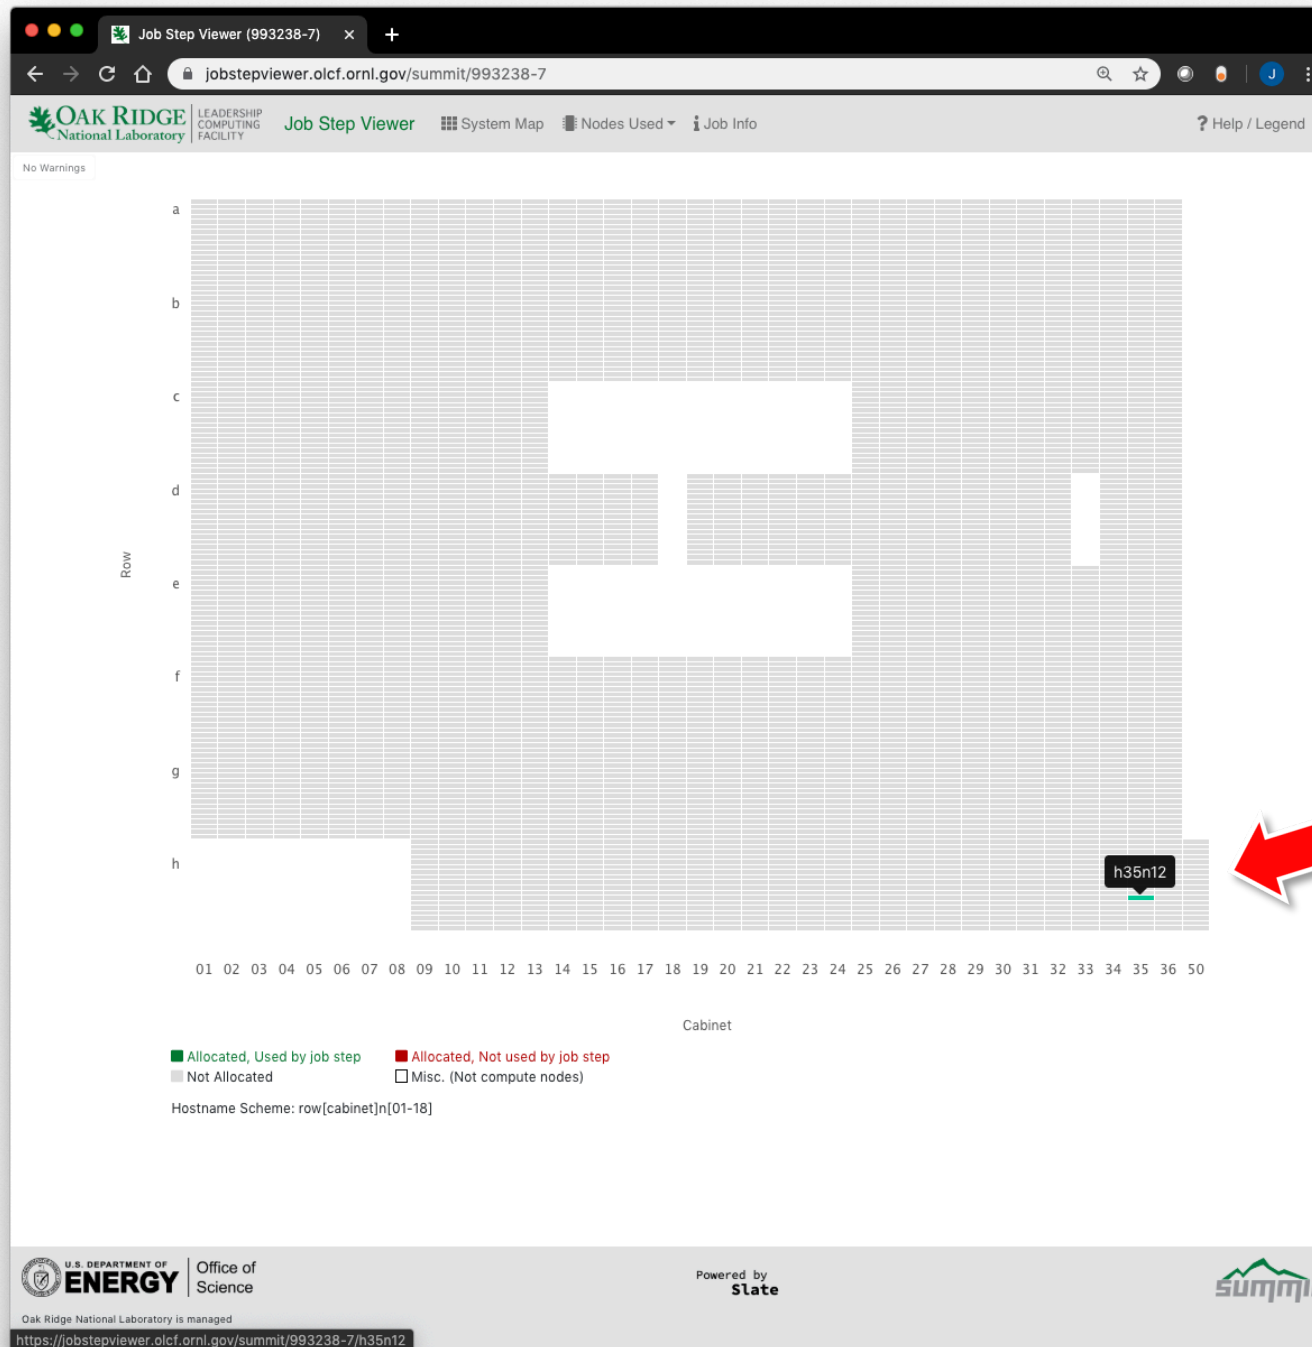 Job Step Viewer (993238-7)
jobstepviewer.olcf.ornl.gov/summit/993238-7
J
OAK RIDGE
National Laboratory
LEADERSHIP
COMPUTING
FACILITY
Job Step Viewer
System Map
Nodes Used
Job Info
? Help / Legend
No Warnings
a
b
c
d
Row
e
f
g
h
h35n12
01 02 03 04 05 06 07 08 09 10 11 12 13 14 15 16 17 18 19 20 21 22 23 24 25 26 27 28 29 30 31 32 33 34 35 36 50
Cabinet
Allocated, Used by job step
Allocated, Not used by job step
Not Allocated
Misc. (Not compute nodes)
Hostname Scheme: row[cabinet]n[01-18]
U.S. DEPARTMENT OF
ENERGY
Office of
Science
Powered by
Slate
Oak Ridge National Laboratory is managed
https://jobstepviewer.olcf.ornl.gov/summit/993238-7/h35n12